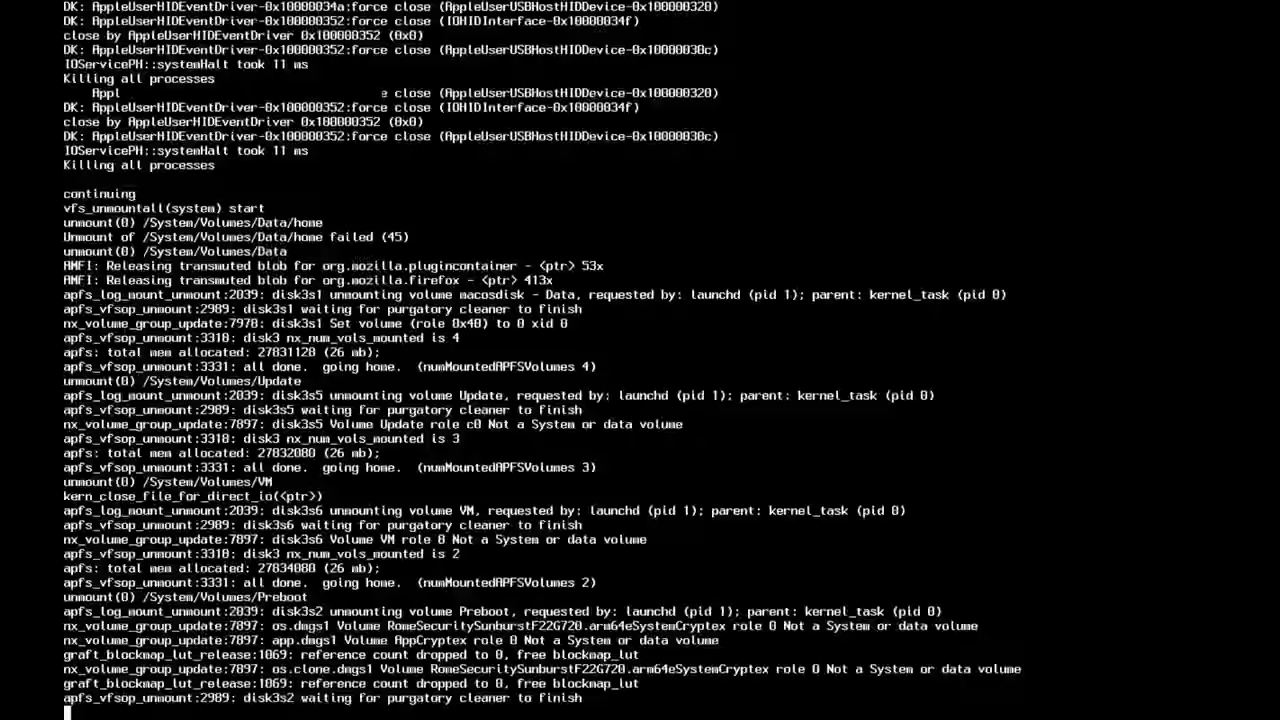 DK: AppleUserHIDEventDriver-0x10000034a:force close (AppleUserUSBHostHIDDevice-0x100000320)
DK: AppleUserHIDEventDriver-0x100000352:force close (IOHIDInterface-0x10000034f)
close by AppleUserHIDEventDriver 0x100000352 (0x0)
DK: AppleUserHIDEventDriver-0x100000352:force close (AppleUserUSBHostHIDDevice-0x10000030c)
IOServicePM::systemHalt took 11 ms
Killing all processes
Appl e close (AppleUserUSBHostHIDDevice-0x100000320)
DK: AppleUserHIDEventDriver-0x100000352:force close (IOHIDInterface-0x10000034f)
close by AppleUserHIDEventDriver 0x100000352 (0x0)
DK: AppleUserHIDEventDriver-0x100000352:force close (AppleUserUSBHostHIDDevice-0x10000030c)
IOServicePM::systemHalt took 11 ms
Killing all processes
continuing
vfs_unmountall(system) start
unmount(0) /System/Volumes/Data/home
Unmount of /System/Volumes/Data/home failed (45)
unmount(0) /System/Volumes/Data
AMFI: Releasing transmuted blob for org.mozilla.plugincontainer - <ptr> 53x
AMFI: Releasing transmuted blob for org.mozilla.firefox - <ptr> 413x
apfs_log_mount_unmount:2039: disk3s1 unmounting volume macosdisk - Data, requested by: launchd (pid 1); parent: kernel_task (pid 0)
apfs_vfsop_unmount:2989: disk3s1 waiting for purgatory cleaner to finish
nx_volume_group_update:7978: disk3s1 Set volume (role 0x40) to 0 xid 0
apfs_vfsop_unmount:3318: disk3 nx_num_vols_mounted is 4
apfs: total mem allocated: 27831128 (26 mb);
apfs_vfsop_unmount:3331: all done.  going home.  (numMountedAPFSVolumes 4)
unmount(0) /System/Volumes/Update
apfs_log_mount_unmount:2039: disk3s5 unmounting volume Update, requested by: launchd (pid 1); parent: kernel_task (pid 0)
apfs_vfsop_unmount:2989: disk3s5 waiting for purgatory cleaner to finish
nx_volume_group_update:7897: disk3s5 Volume Update role c0 Not a System or data volume
apfs_vfsop_unmount:3318: disk3 nx_num_vols_mounted is 3
apfs: total mem allocated: 27832080 (26 mb);
apfs_vfsop_unmount:3331: all done.  going home.  (numMountedAPFSVolumes 3)
unmount(0) /System/Volumes/VM
kern_close_file_for_direct_io(<ptr>)
apfs_log_mount_unmount:2039: disk3s6 unmounting volume VM, requested by: launchd (pid 1); parent: kernel_task (pid 0)
apfs_vfsop_unmount:2989: disk3s6 waiting for purgatory cleaner to finish
nx_volume_group_update:7897: disk3s6 Volume VM role 8 Not a System or data volume
apfs_vfsop_unmount:3318: disk3 nx_num_vols_mounted is 2
apfs: total mem allocated: 27834080 (26 mb);
apfs_vfsop_unmount:3331: all done.  going home.  (numMountedAPFSVolumes 2)
unmount(0) /System/Volumes/Preboot
apfs_log_mount_unmount:2039: disk3s2 unmounting volume Preboot, requested by: launchd (pid 1); parent: kernel_task (pid 0)
nx_volume_group_update:7897: os.dmgs1 Volume RomeSecuritySunburstF22G720.arm64eSystemCryptex role 0 Not a System or data volume
nx_volume_group_update:7897: app.dmgs1 Volume AppCryptex role 0 Not a System or data volume
graft_blockmap_lut_release:1069: reference count dropped to 0, free blockmap_lut
nx_volume_group_update:7897: os.clone.dmgs1 Volume RomeSecuritySunburstF22G720.arm64eSystemCryptex role 0 Not a System or data volume
graft_blockmap_lut_release:1069: reference count dropped to 0, free blockmap_lut
apfs_vfsop_unmount:2989: disk3s2 waiting for purgatory cleaner to finish